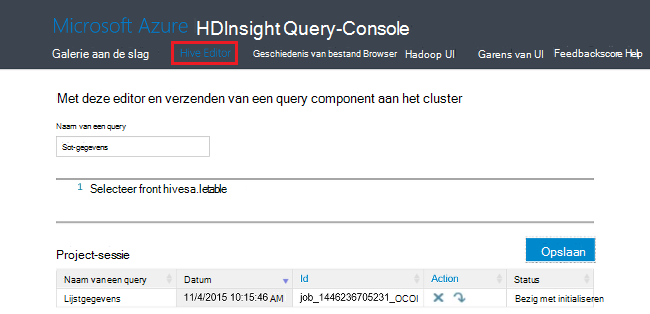 Microsoft Azure HDInsight Query-Console
Galerie aan de slag Hive Editor Geschiedenis van bestand Browser Hadoop UI Garens van UI Feedbackscore Help
Met deze editor en verzenden van een query component aan het cluster
Naam van een query
Sot-gegevens
1 Selecteer front hivesa.letable
Project-sessie Opslaan
Naam van een query Datum Id Action Status
Lijstgegevens 11/4/2015 10:15:46 AM job_1446236705231_OCOI Bezig met initialiseren